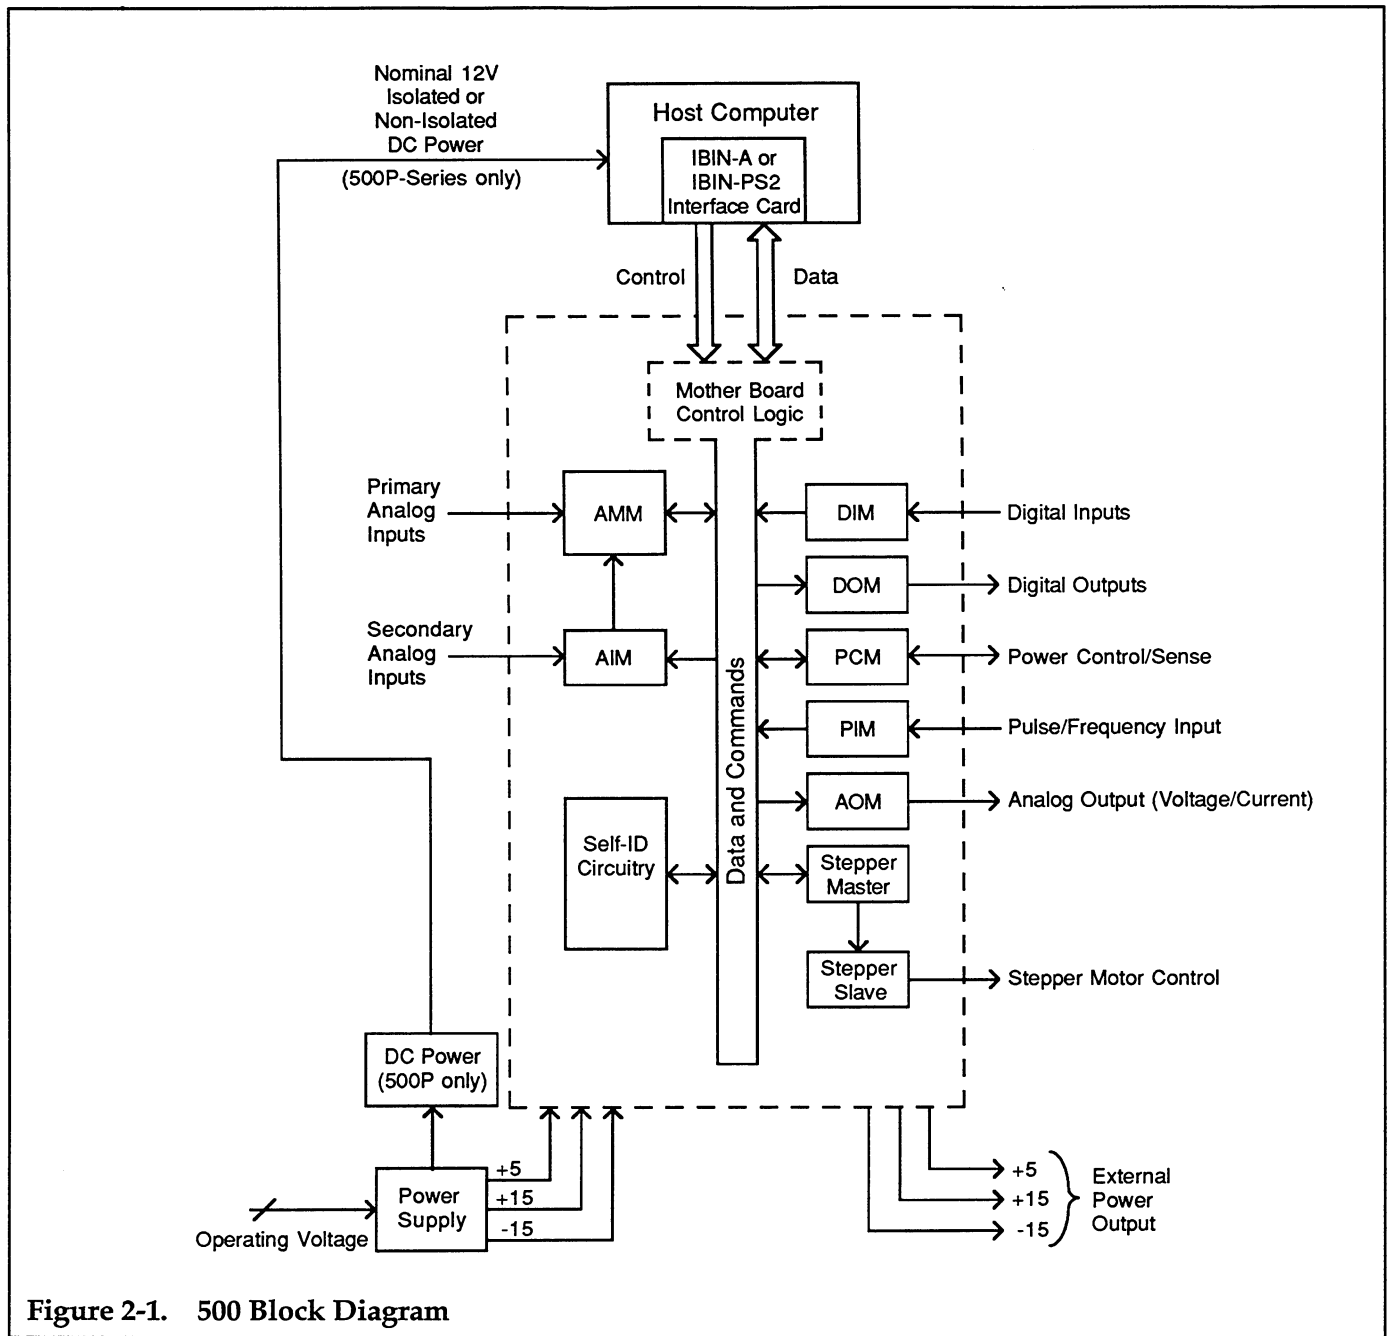 Nominal 12V
Isolated or
Non-Isolated
DC Power
(500P-Series only)
Host Computer
IBIN-A or
IBIN-PS2
Interface Card
Control
Data
Mother Board
Control Logic
Primary
Analog
Inputs
AMM
DIM
Digital Inputs
DOM
Digital Outputs
Secondary
Analog
Inputs
AIM
PCM
Power Control/Sense
PIM
Pulse/Frequency Input
AOM
Analog Output (Voltage/Current)
Data and Commands
Self-ID
Circuitry
Stepper
Master
Stepper
Slave
Stepper Motor Control
DC Power
(500P only)
Power
Supply
+5
+15
-15
Operating Voltage
+5
+15
-15
External
Power
Output
Figure 2-1. 500 Block Diagram